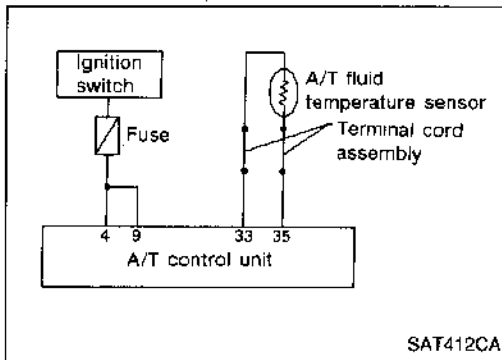 Ignition
switch
Fuse
A/T fluid
temperature sensor
Terminal cord
assembly
4 9 33 35
A/T control unit
SAT412CA